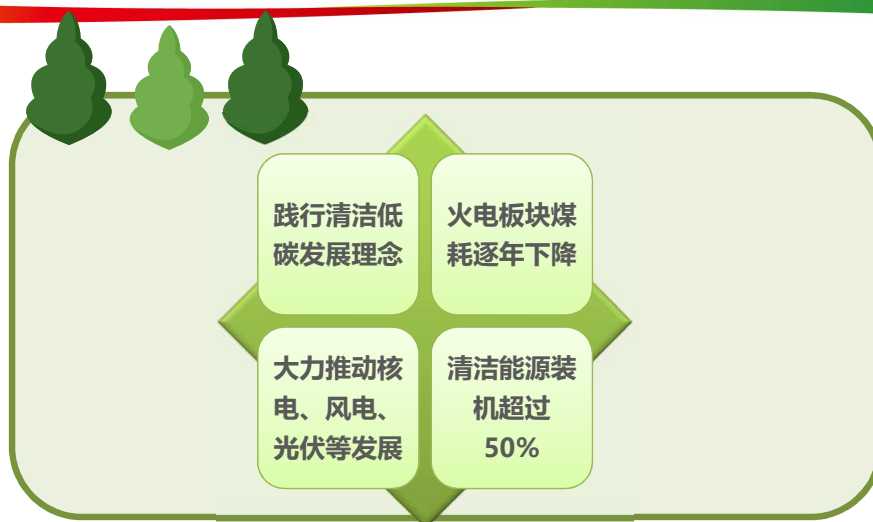 践行清洁低
碳发展理念
火电板块煤
耗逐年下降
大力推动核
电、风电、
光伏等发展
清洁能源装
机超过
50%